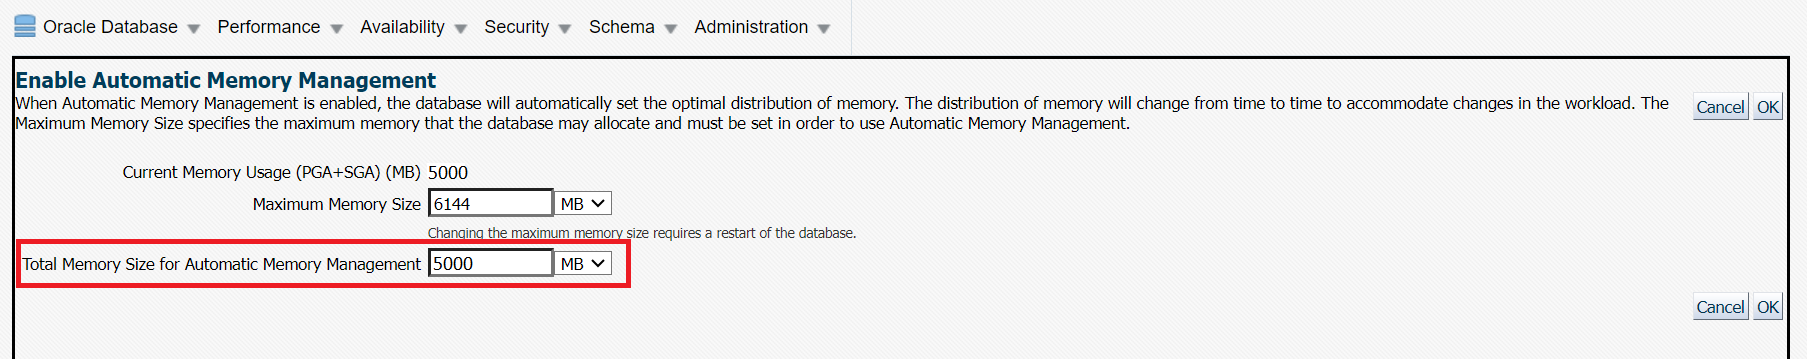 Oracle Database Performance Availability Security Schema Administration
Enable Automatic Memory Management
When Automatic Memory Management is enabled, the database will automatically set the optimal distribution of memory. The distribution of memory will change from time to time to accommodate changes in the workload. The
Maximum Memory Size specifies the maximum memory that the database may allocate and must be set in order to use Automatic Memory Management.
Cancel OK
Current Memory Usage (PGA+SGA) (MB) 5000
Maximum Memory Size 6144 MB
Changing the maximum memory size requires a restart of the database.
Total Memory Size for Automatic Memory Management 5000 MB
Cancel OK